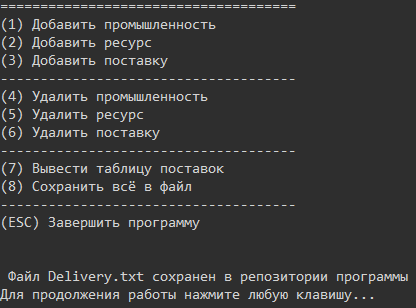 =====================================
(1) Добавить промышленность
(2) Добавить ресурс
(3) Добавить поставку
-------------------------------------
(4) Удалить промышленность
(5) Удалить ресурс
(6) Удалить поставку
-------------------------------------
(7) Вывести таблицу поставок
(8) Сохранить всё в файл
-------------------------------------
(ESC) Завершить программу
Файл Delivery.txt сохранен в репозитории программы
Для продолжения работы нажмите любую клавишу...